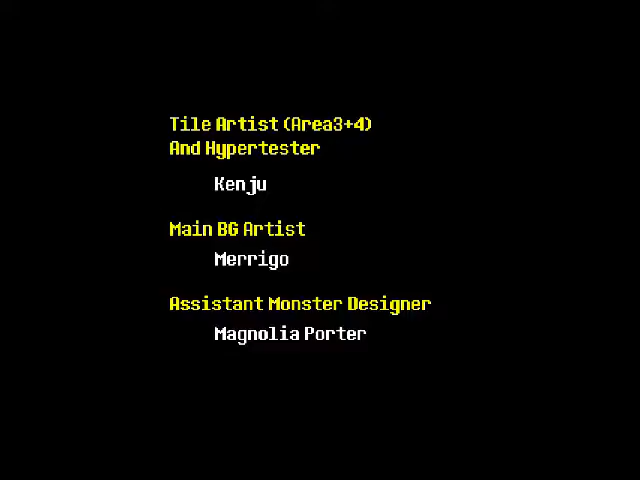 Tile Artist (Area3+4)
And Hypertester
Kenju
Main BG Artist
Merrigo
Assistant Monster Designer
Magnolia Porter